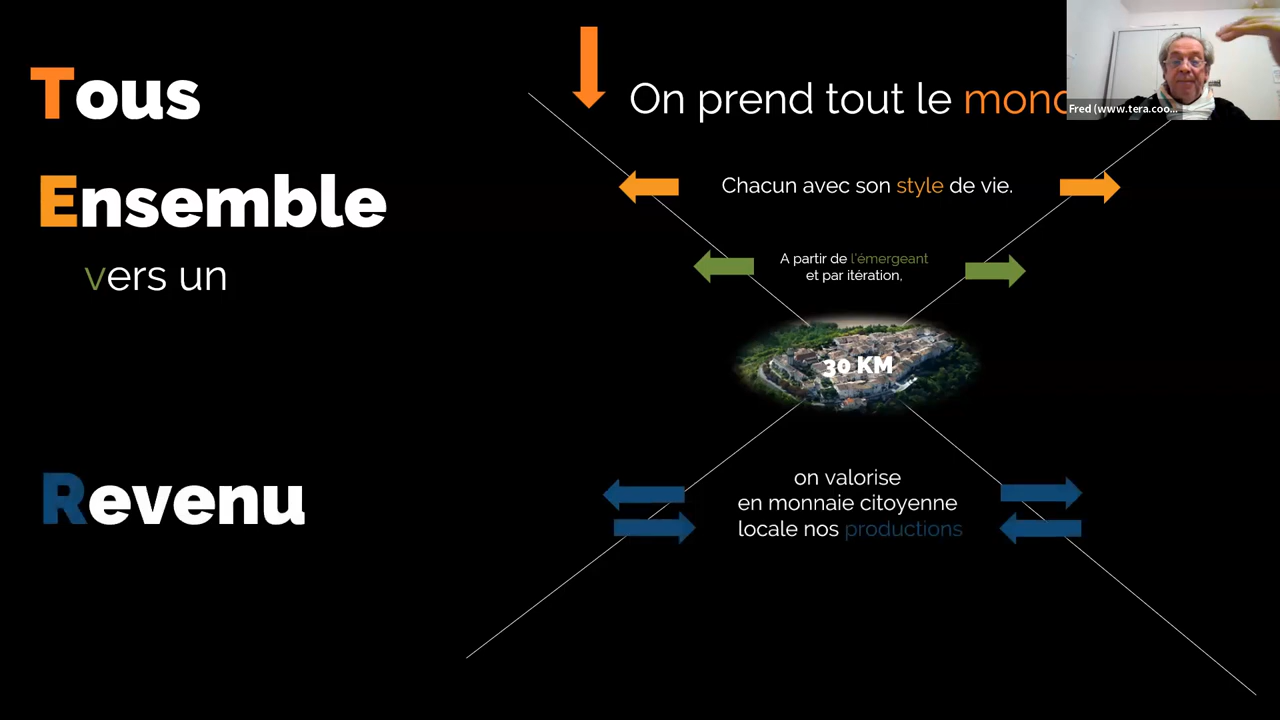 Tous
On prend tout le mond
Fred (www.tera.coo...
Ensemble
Chacun avec son style de vie.
vers un
A partir de l'émergeant
et par itération,
30 KM
Revenu
on valorise
en monnaie citoyenne
locale nos productions